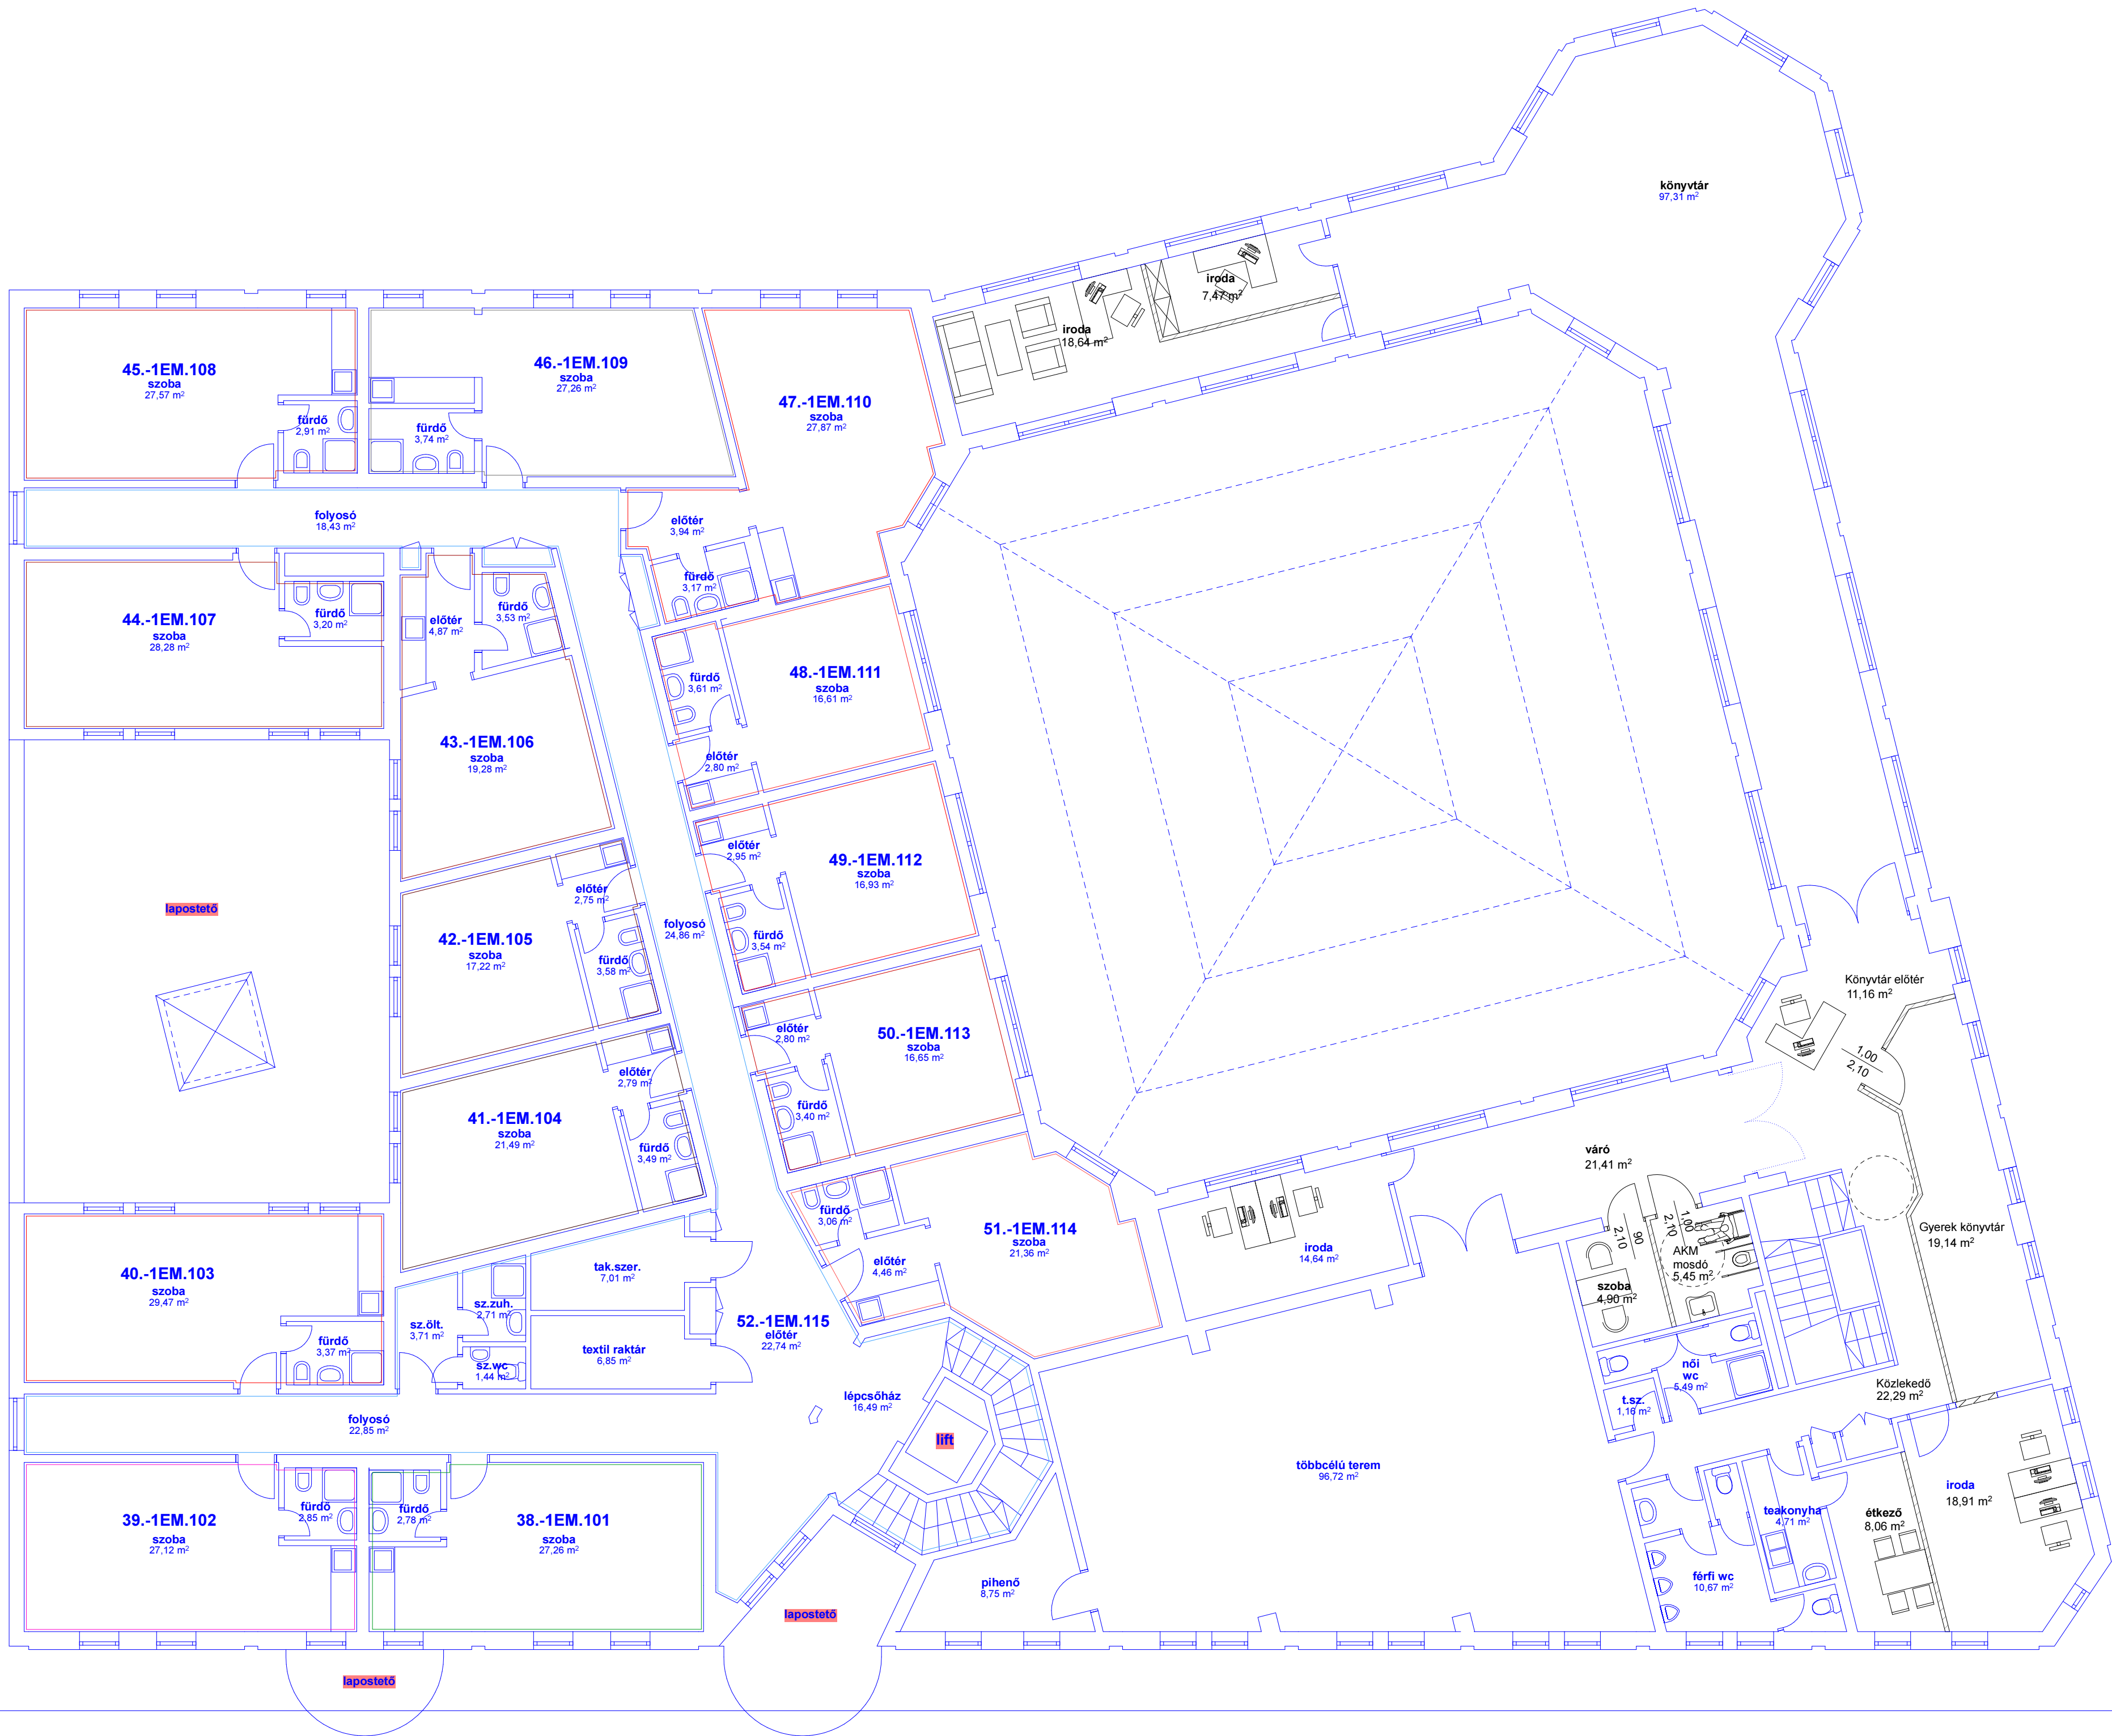 könyvtár
97,31 m²
iroda
7,47 m²
iroda
18,64 m²
45.-1EM.108
szoba
27,57 m²
fürdő
2,91 m²
46.-1EM.109
szoba
27,26 m²
fürdő
3,74 m²
47.-1EM.110
szoba
27,87 m²
folyosó
18,43 m²
előtér
3,94 m²
fürdő
3,17 m²
44.-1EM.107
szoba
28,28 m²
fürdő
3,20 m²
előtér
4,87 m²
fürdő
3,53 m²
43.-1EM.106
szoba
19,28 m²
48.-1EM.111
szoba
16,61 m²
fürdő
3,61 m²
előtér
2,80 m²
49.-1EM.112
szoba
16,93 m²
előtér
2,95 m²
fürdő
3,54 m²
lapostető
42.-1EM.105
szoba
17,22 m²
előtér
2,75 m²
fürdő
3,58 m²
folyosó
24,86 m²
50.-1EM.113
szoba
16,65 m²
előtér
2,80 m²
fürdő
3,40 m²
41.-1EM.104
szoba
21,49 m²
előtér
2,79 m²
fürdő
3,49 m²
Könyvtár előtér
11,16 m²
1,00
2,10
váró
21,41 m²
51.-1EM.114
szoba
21,36 m²
fürdő
3,06 m²
előtér
4,46 m²
iroda
14,64 m²
90
2,10
1,00
2,10
AKM
mosdó
5,45 m²
szoba
4,90 m²
Gyerek könyvtár
19,14 m²
40.-1EM.103
szoba
29,47 m²
fürdő
3,37 m²
sz.ölt.
3,71 m²
sz.zuh.
2,71 m²
sz.wc
1,44 m²
tak.szer.
7,01 m²
textil raktár
6,85 m²
52.-1EM.115
előtér
22,74 m²
lépcsőház
16,49 m²
lift
női
wc
5,49 m²
t.sz.
1,16 m²
Közlekedő
22,29 m²
folyosó
22,85 m²
39.-1EM.102
szoba
27,12 m²
fürdő
2,85 m²
fürdő
2,78 m²
38.-1EM.101
szoba
27,26 m²
többcélú terem
96,72 m²
pihenő
8,75 m²
lapostető
teakonyha
4,71 m²
férfi wc
10,67 m²
étkező
8,06 m²
iroda
18,91 m²
lapostető